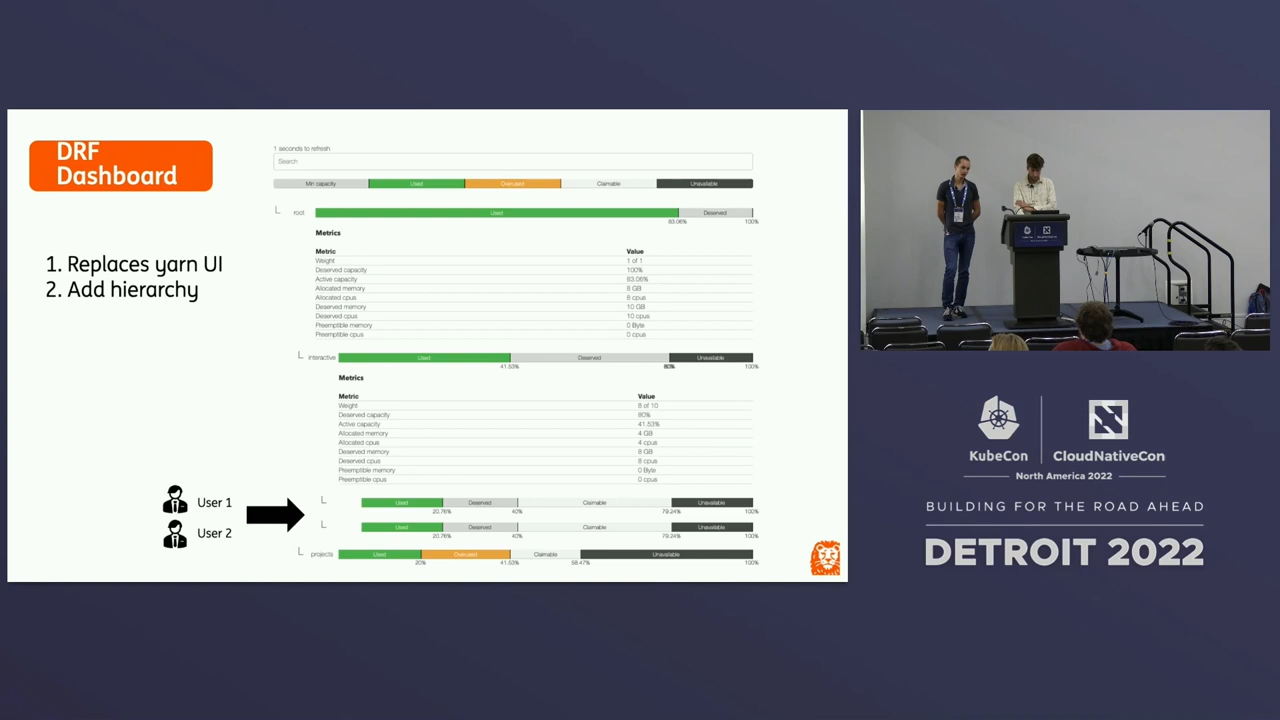 DRF
Dashboard
1. Replaces yarn UI
2. Add hierarchy
1 seconds to refresh
Search
Min capacity Used Overused Claimable Unavailable
root Used Deserved
83.06% 100%
Metrics
Metric Value
Weight 1 of 1
Deserved capacity 100%
Active capacity 83.06%
Allocated memory 8 GB
Allocated cpus 8 cpus
Deserved memory 10 GB
Deserved cpus 10 cpus
Preemptible memory 0 Byte
Preemptible cpus 0 cpus
interactive Used Deserved Unavailable
41.53% 80% 100%
Metrics
Metric Value
Weight 8 of 10
Deserved capacity 80%
Active capacity 41.53%
Allocated memory 4 GB
Allocated cpus 4 cpus
Deserved memory 8 GB
Deserved cpus 8 cpus
Preemptible memory 0 Byte
Preemptible cpus 0 cpus
User 1
Used Deserved Claimable Unavailable
20.76% 40% 79.24% 100%
User 2
Used Deserved Claimable Unavailable
20.76% 40% 79.24% 100%
projects Used Overused Claimable Unavailable
20% 41.53% 58.47% 100%
KubeCon CloudNativeCon
North America 2022
BUILDING FOR THE ROAD AHEAD
DETROIT 2022